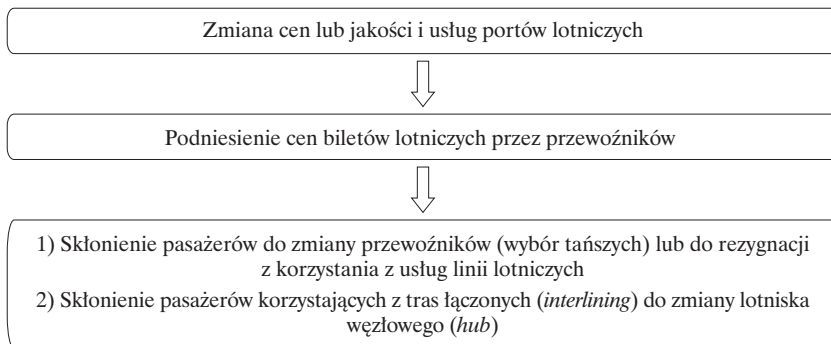 Zmiana cen lub jakości i usług portów lotniczych
Podniesienie cen biletów lotniczych przez przewoźników
1) Skłonienie pasażerów do zmiany przewoźników (wybór tańszych) lub do rezygnacji
z korzystania z usług linii lotniczych
2) Skłonienie pasażerów korzystających z tras łączonych (interlining) do zmiany lotniska
węzłowego (hub)